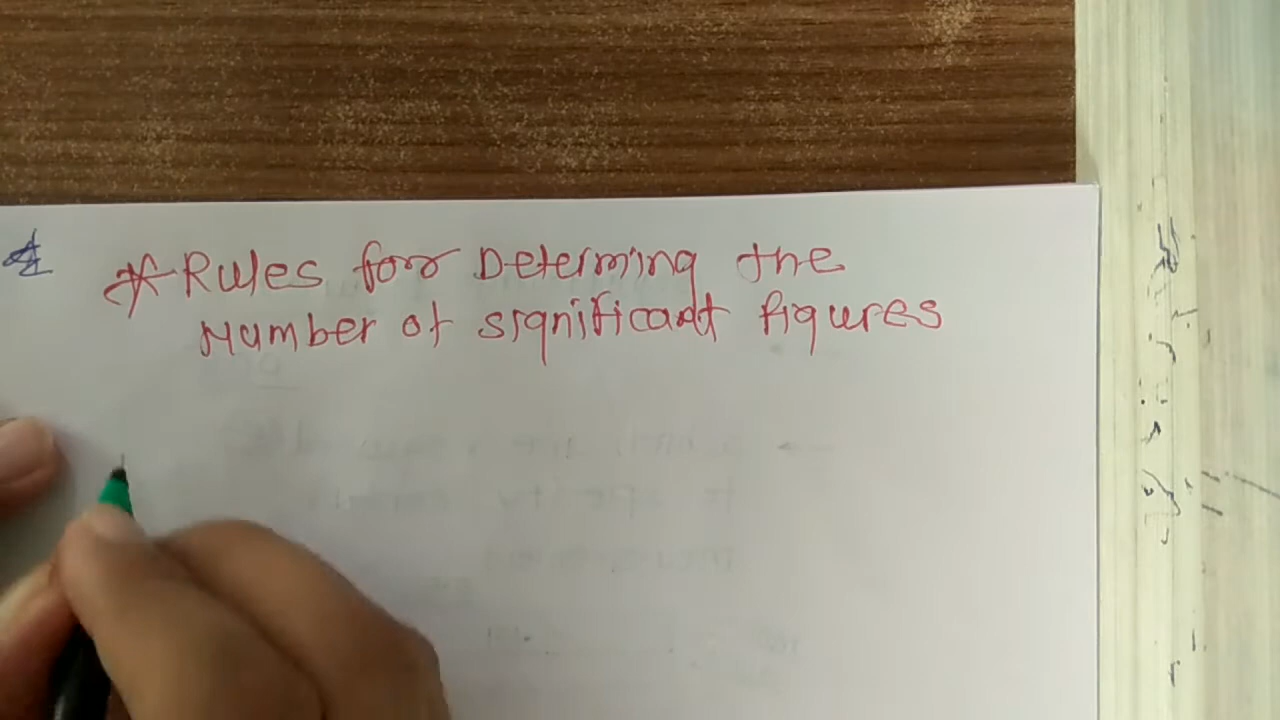 * Rules for Determing the
Number of significant figures